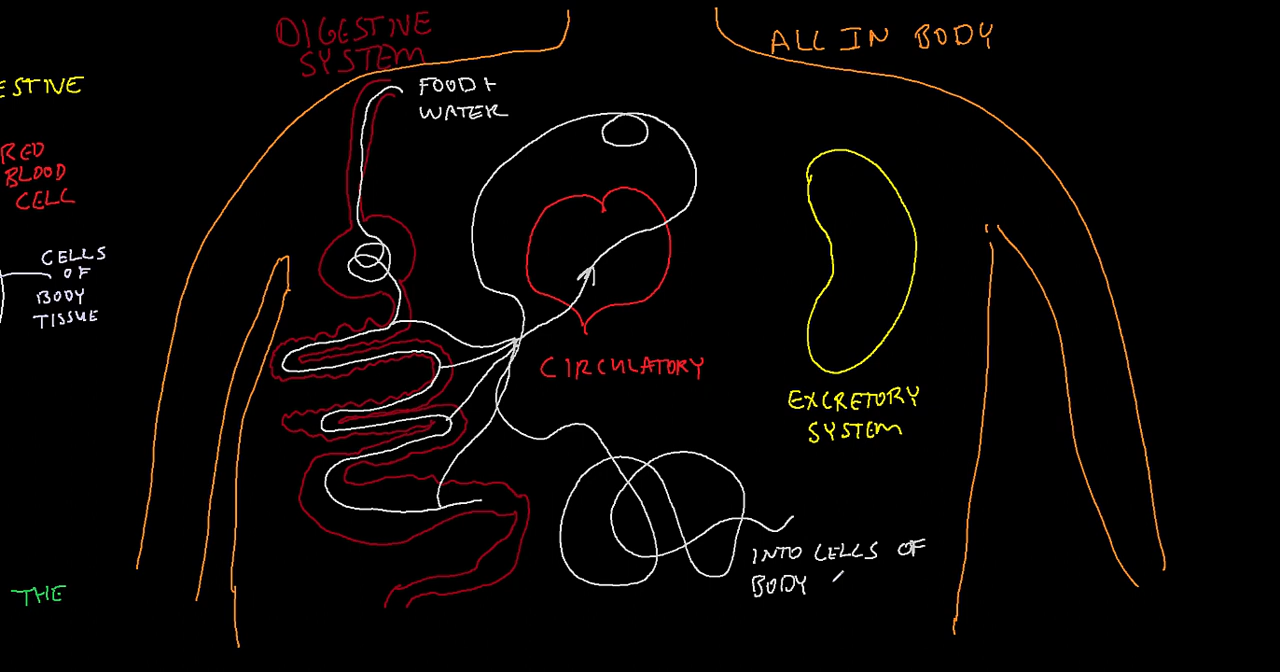 DIGESTIVE
SYSTEM
ALL IN BODY
FOOD +
WATER
ESTIVE
RED
BLOOD
CELL
CELLS
OF
BODY
TISSUE
CIRCULATORY
EXCRETORY
SYSTEM
INTO CELLS OF
BODY
THE